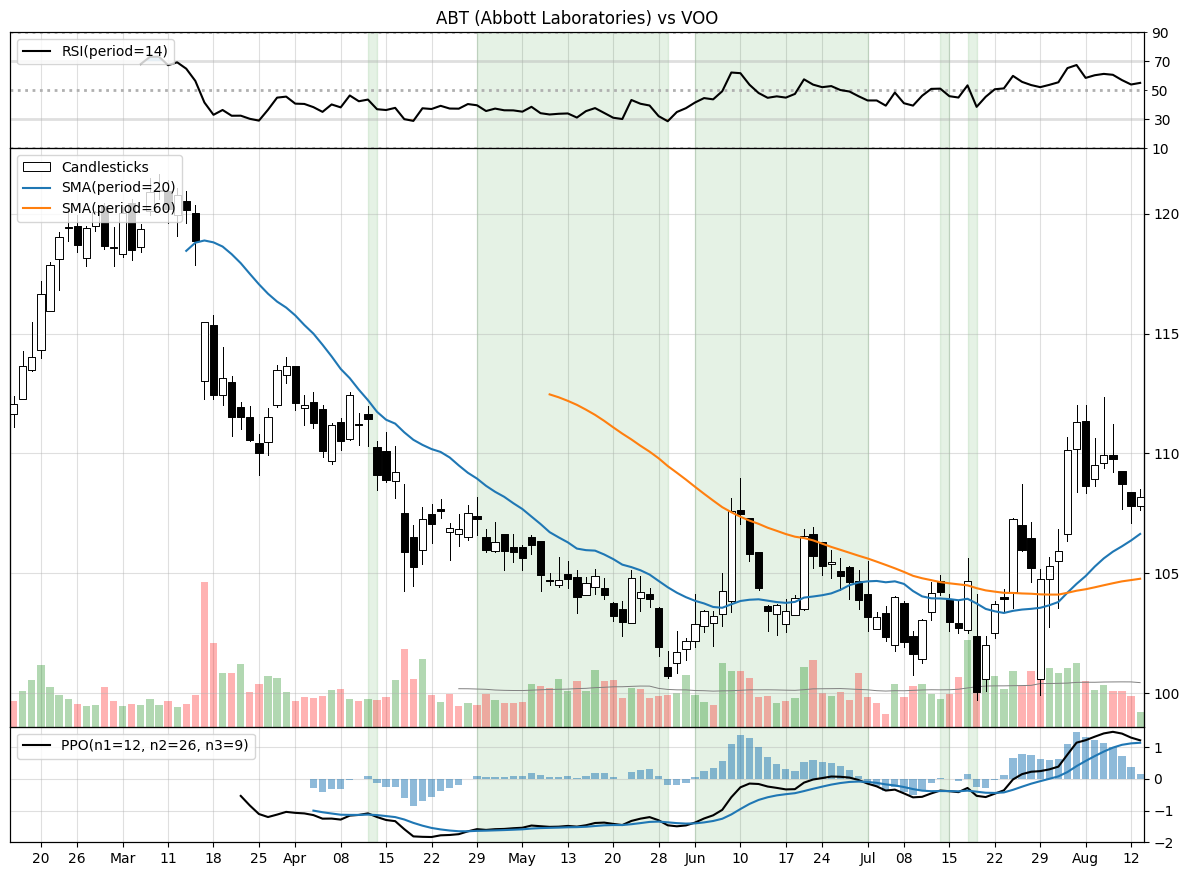 ABT (Abbott Laboratories) vs VOO
RSI(period=14)
90
70
50
30
10
Candlesticks
SMA(period=20)
SMA(period=60)
120
115
110
105
100
PPO(n1=12, n2=26, n3=9)
1
0
−1
−2
20 26 Mar 11 18 25 Apr 08 15 22 29 May 13 20 28 Jun 10 17 24 Jul 08 15 22 29 Aug 12